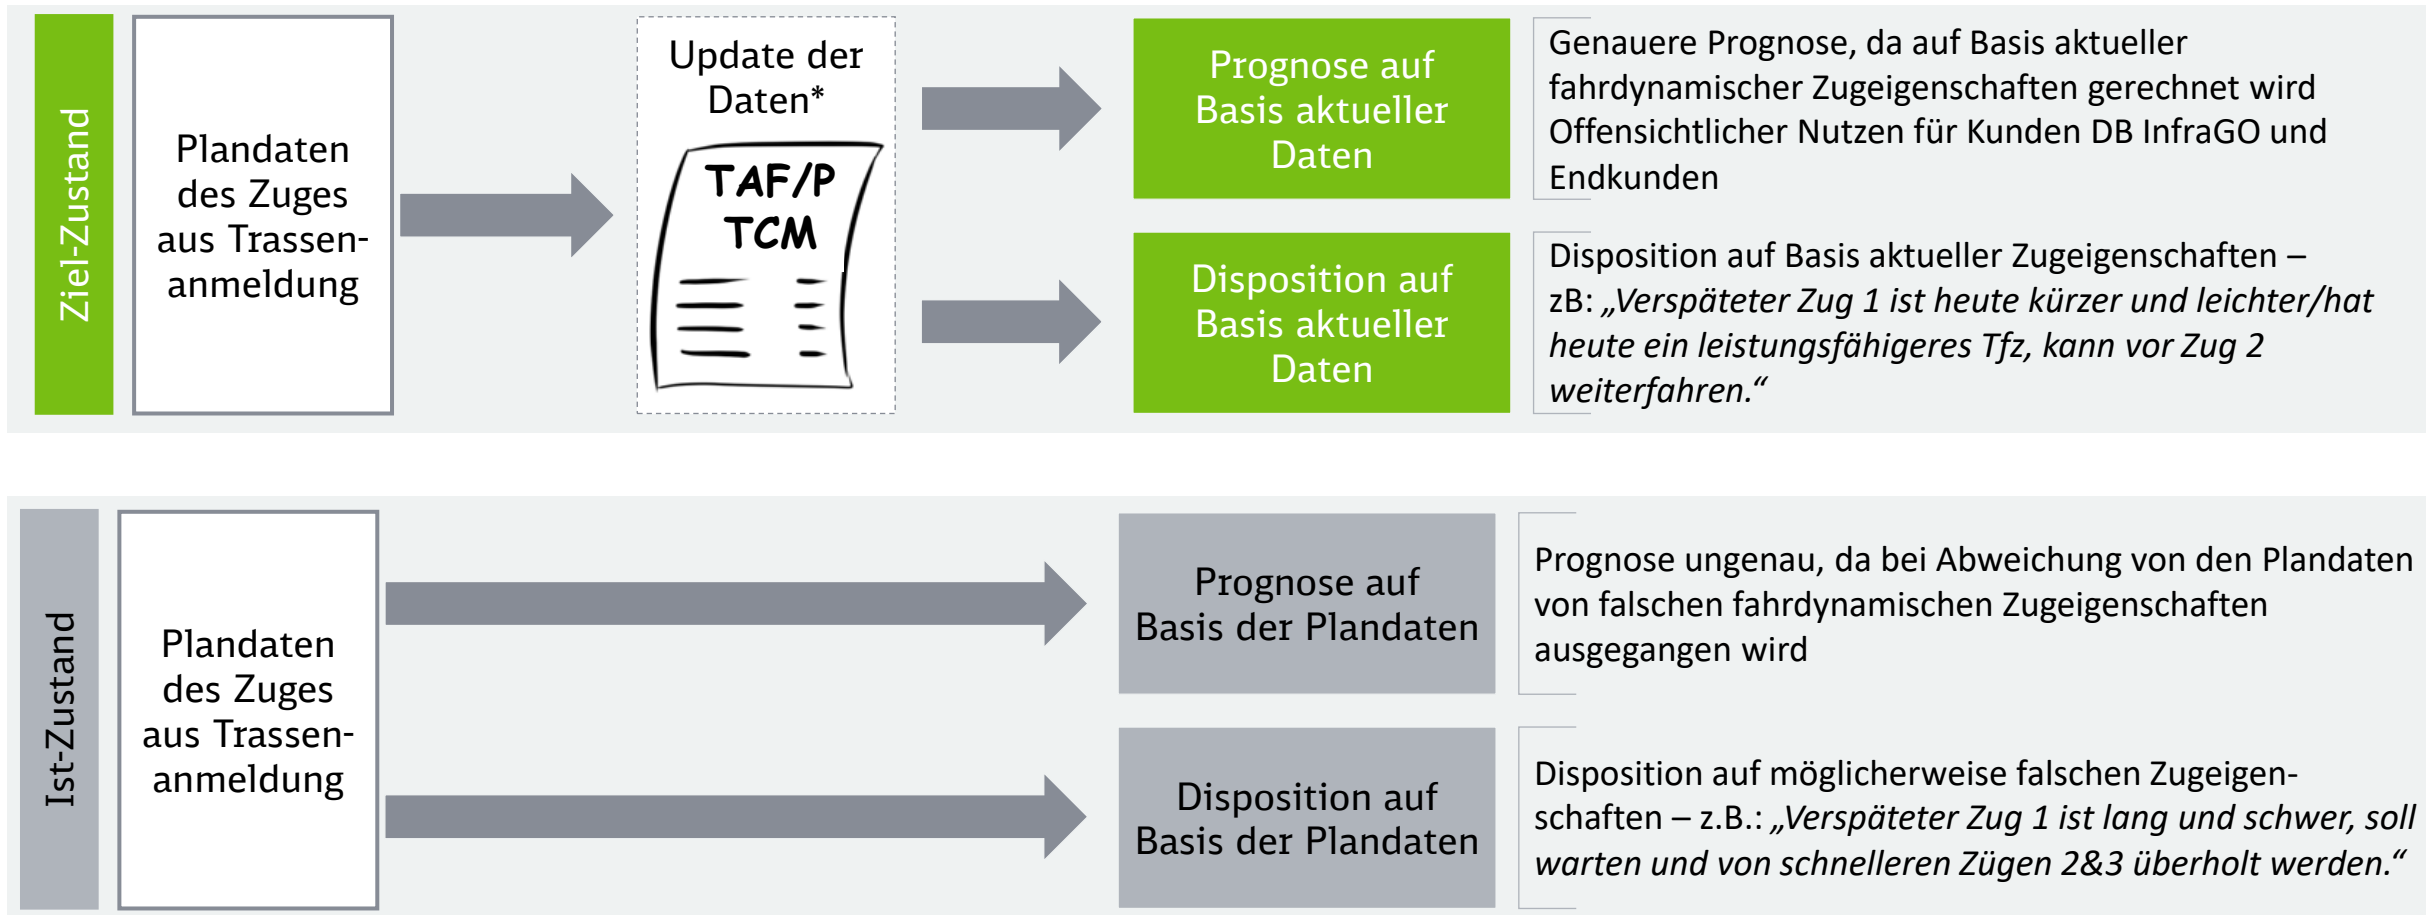 Ziel-Zustand
Plandaten
des Zuges
aus Trassen-
anmeldung
Update der
Daten*
TAF/P
TCM
Prognose auf
Basis aktueller
Daten
Genauere Prognose, da auf Basis aktueller
fahrdynamischer Zugeigenschaften gerechnet wird
Offensichtlicher Nutzen für Kunden DB InfraGO und
Endkunden
Disposition auf
Basis aktueller
Daten
Disposition auf Basis aktueller Zugeigenschaften –
zB: „Verspäteter Zug 1 ist heute kürzer und leichter/hat
heute ein leistungsfähigeres Tfz, kann vor Zug 2
weiterfahren.“
Ist-Zustand
Plandaten
des Zuges
aus Trassen-
anmeldung
Prognose auf
Basis der Plandaten
Prognose ungenau, da bei Abweichung von den Plandaten
von falschen fahrdynamischen Zugeigenschaften
ausgegangen wird
Disposition auf
Basis der Plandaten
Disposition auf möglicherweise falschen Zugeigen-
schaften – z.B.: „Verspäteter Zug 1 ist lang und schwer, soll
warten und von schnelleren Zügen 2&3 überholt werden.“